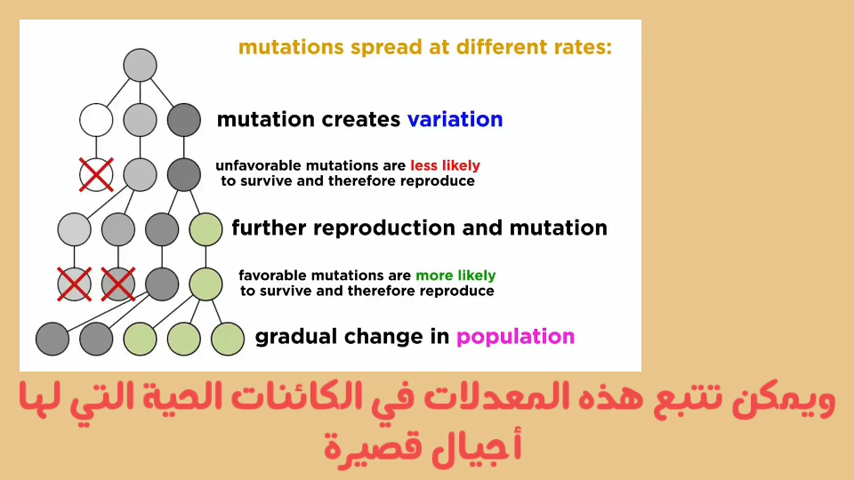 mutations spread at different rates:
mutation creates variation
unfavorable mutations are less likely
to survive and therefore reproduce
further reproduction and mutation
favorable mutations are more likely
to survive and therefore reproduce
gradual change in population
ويمكن تتبع هذه المعدلات في الكائنات الحية التي لها
أجيال قصيرة